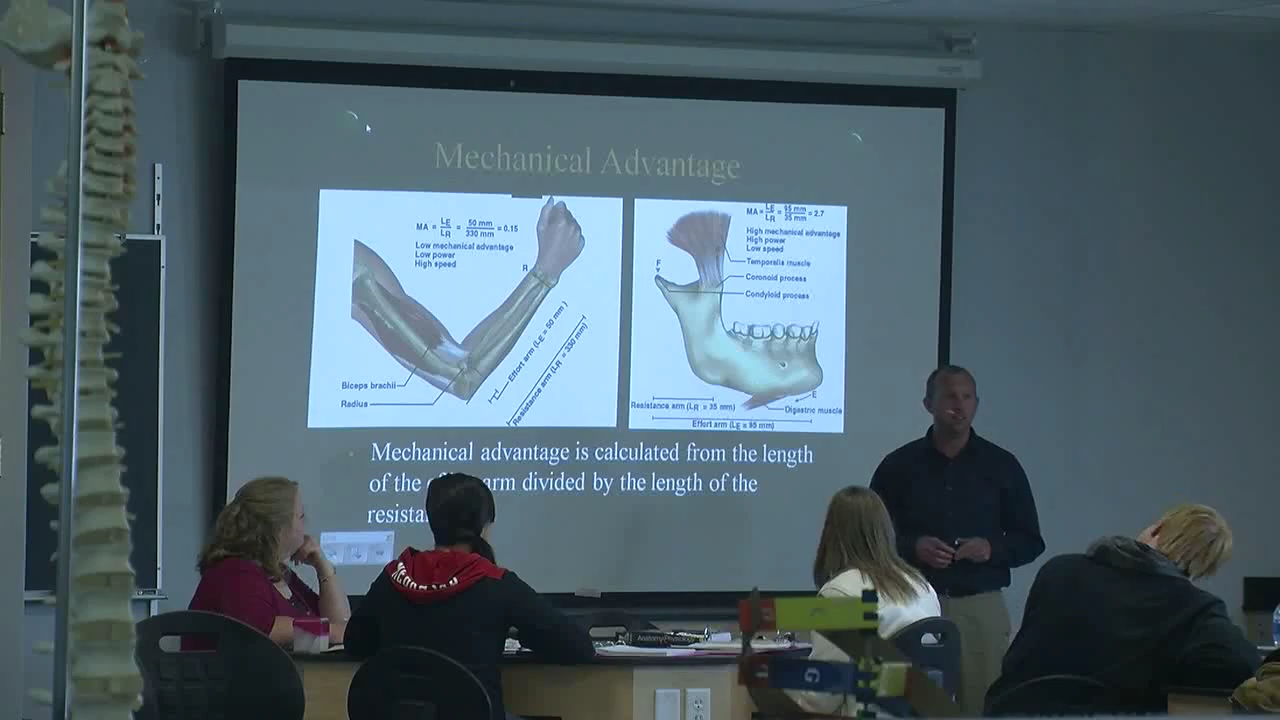 Mechanical Advantage
MA = LE/LR = 50 mm/330 mm = 0.15
Low mechanical advantage
Low power
High speed
R
Effort arm (LE = 50 mm)
Resistance arm (LR = 330 mm)
Biceps brachii
Radius
MA = LE/LR = 95 mm/35 mm = 2.7
High mechanical advantage
High power
Low speed
Temporalis muscle
F
Coronoid process
Condyloid process
E
Resistance arm (LR = 35 mm)
Digastric muscle
Effort arm (LE = 95 mm)
Mechanical advantage is calculated from the length
of the arm divided by the length of the
Anatomy
G